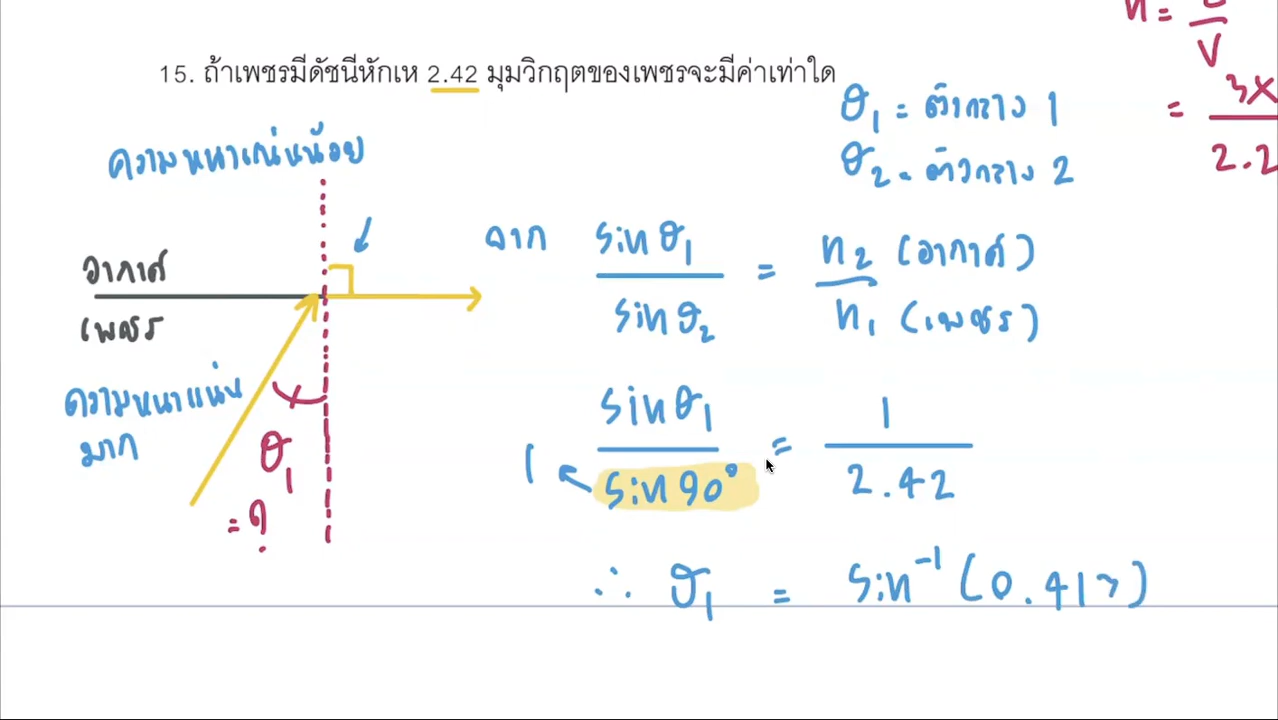 n = c
V
= 3X
2.2
15. ถ้าเพชรมีดัชนีหักเห 2.42 มุมวิกฤตของเพชรจะมีค่าเท่าใด
θ1 = ตัวกลาง 1
θ2 = ตัวกลาง 2
ความหนาแน่นน้อย
อากาศ
เพชร
ความหนาแน่น
มาก
θ1
= ?
จาก sinθ1 = n2 (อากาศ)
sinθ2 n1 (เพชร)
sinθ1 = 1
1 sin90° 2.42
∴ θ1 = sin⁻¹(0.413)